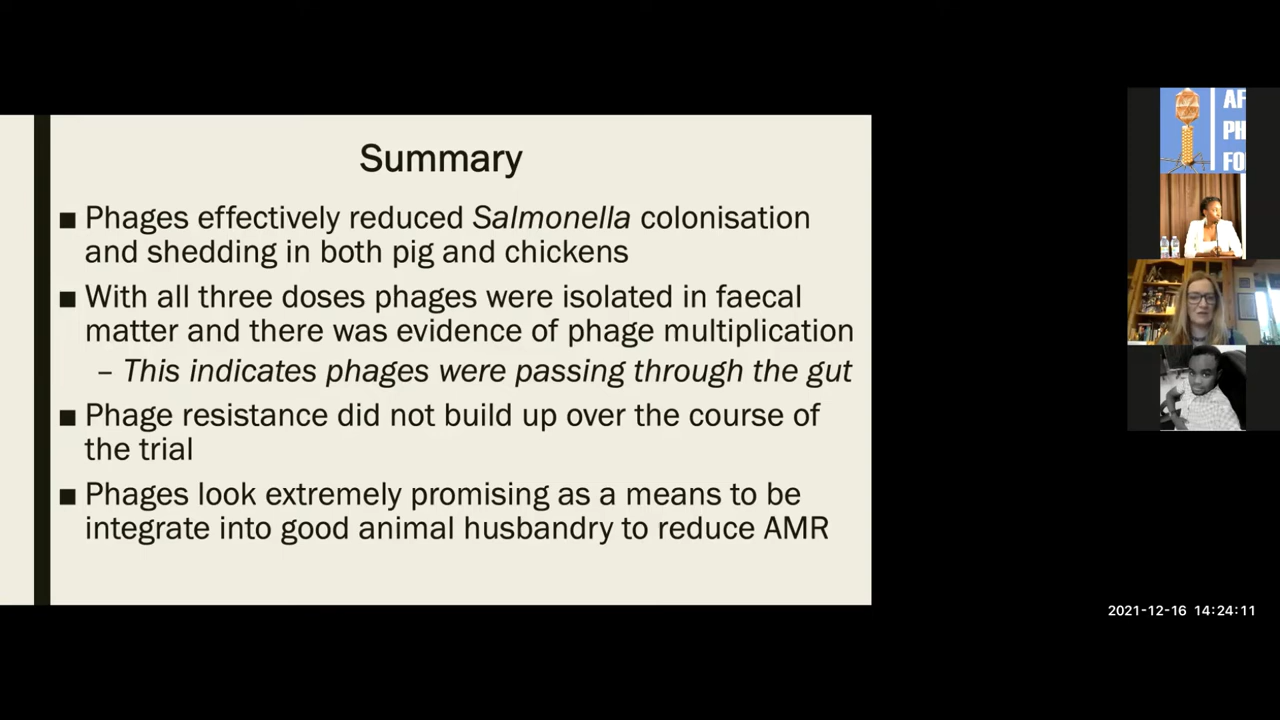 Summary
■ Phages effectively reduced Salmonella colonisation
and shedding in both pig and chickens
■ With all three doses phages were isolated in faecal
matter and there was evidence of phage multiplication
– This indicates phages were passing through the gut
■ Phage resistance did not build up over the course of
the trial
■ Phages look extremely promising as a means to be
integrate into good animal husbandry to reduce AMR
AF
PH
FO
2021-12-16 14:24:11